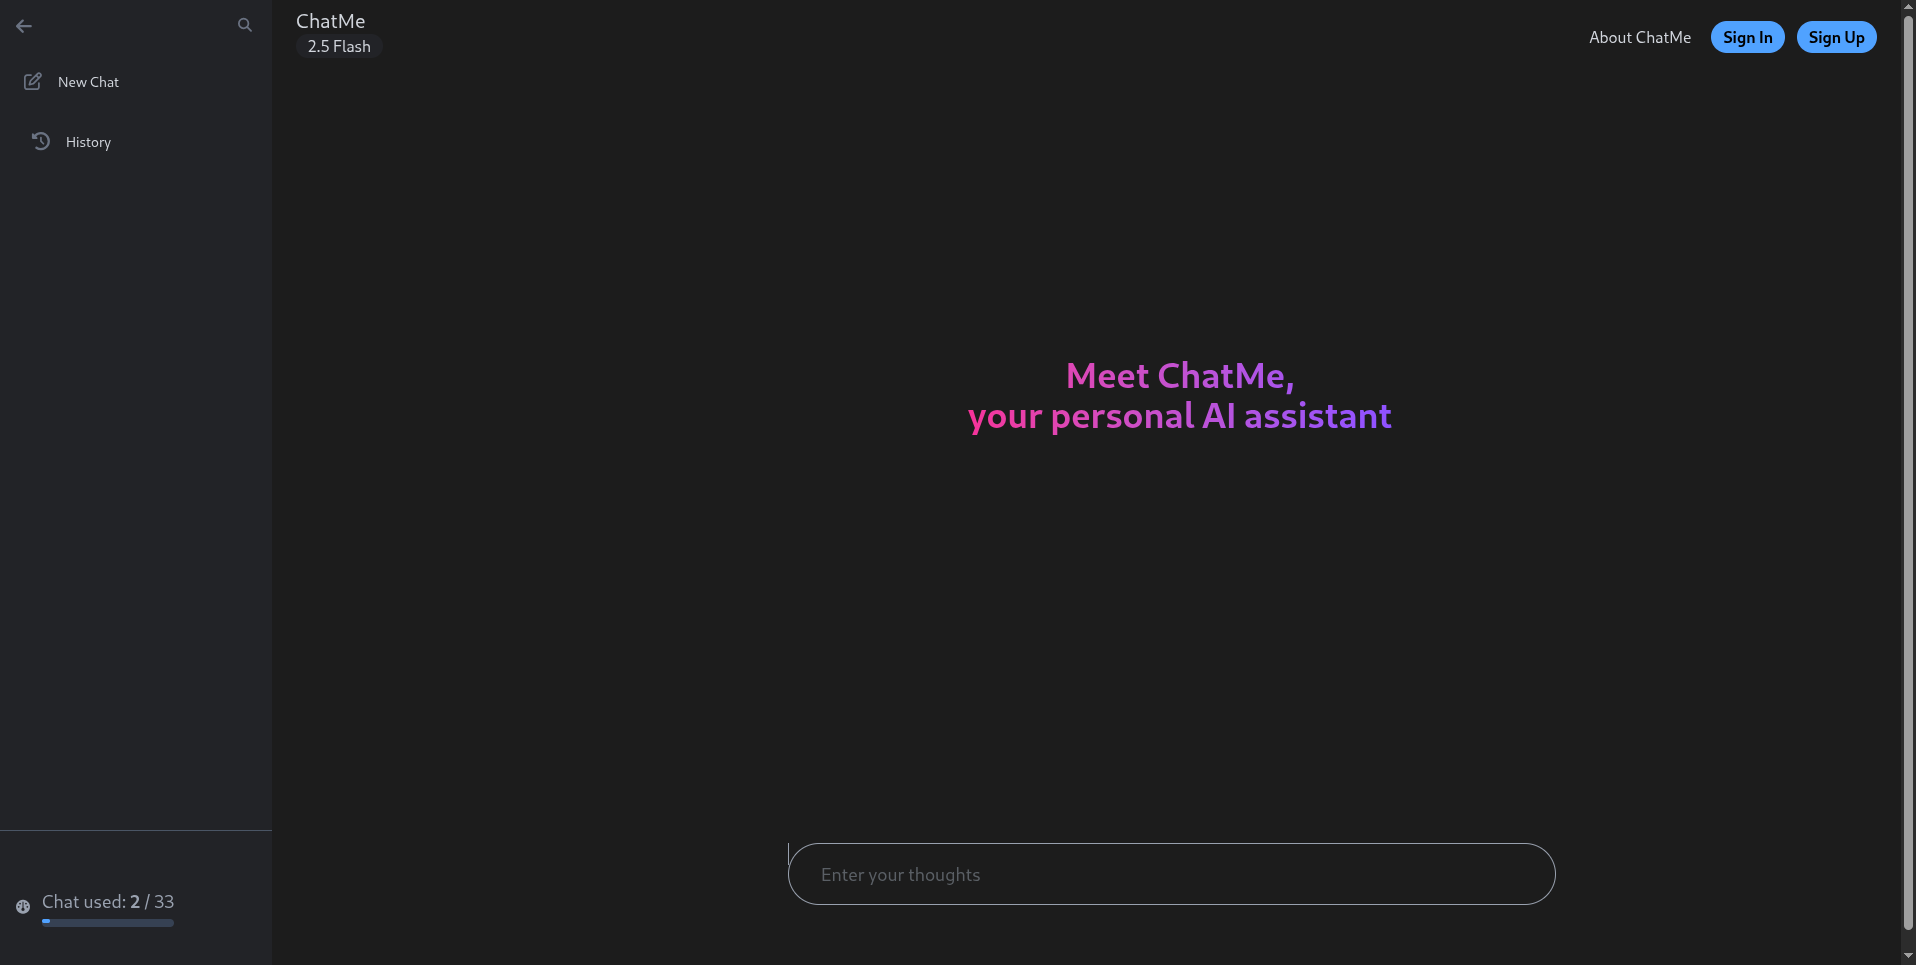 ChatMe
2.5 Flash
About ChatMe
Sign In
Sign Up
New Chat
History
Meet ChatMe,
your personal AI assistant
Enter your thoughts
Chat used: 2 / 33